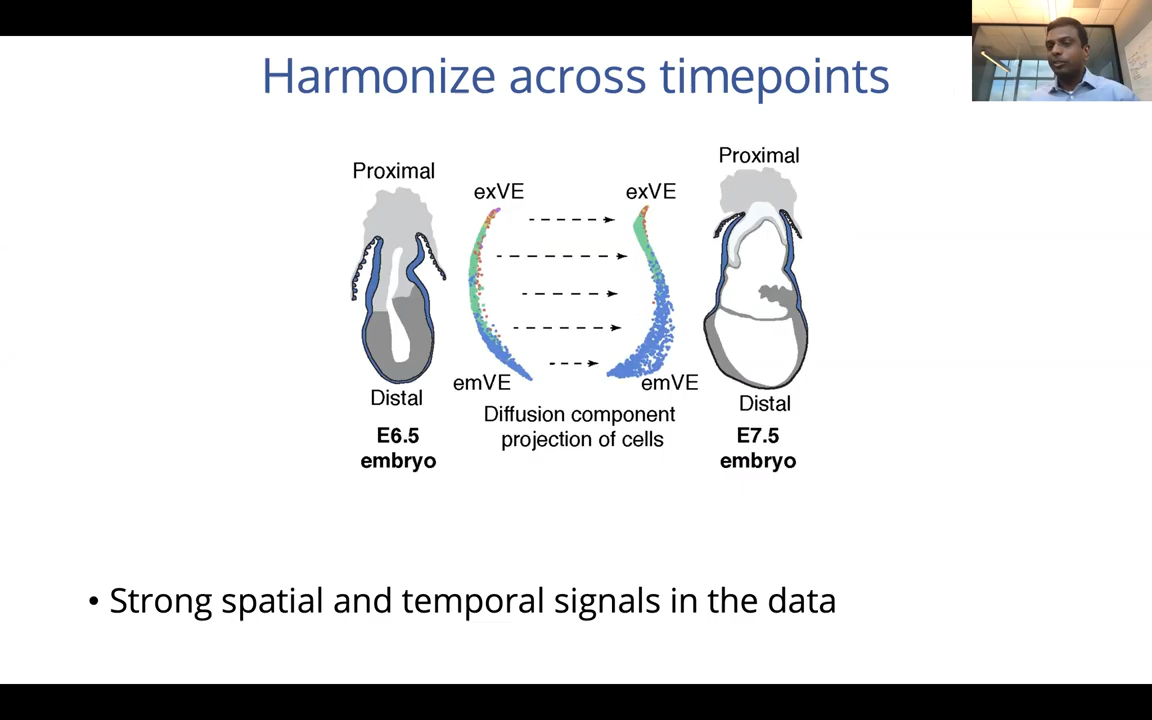 Harmonize across timepoints
Proximal
Proximal
exVE
exVE
emVE
emVE
Distal
Distal
Diffusion component
projection of cells
E6.5
embryo
E7.5
embryo
• Strong spatial and temporal signals in the data